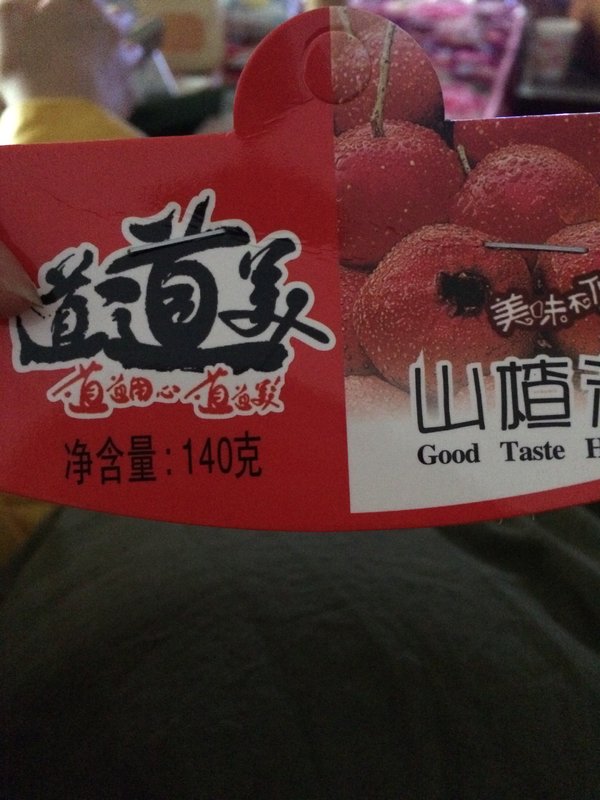 道道美
道道用心 道道美
净含量：140克
美味不
山楂
Good Taste H